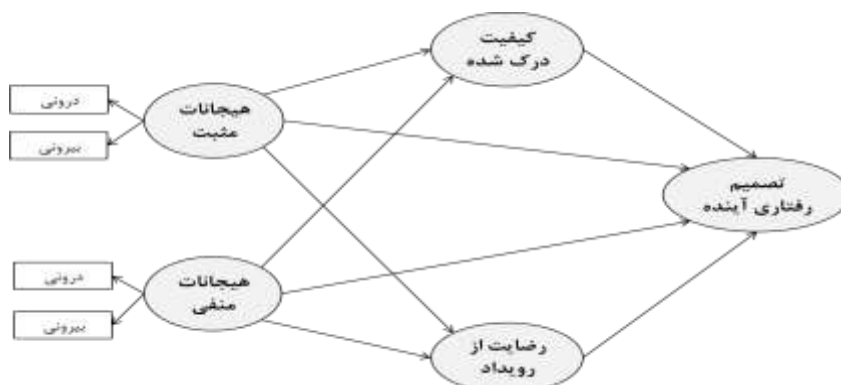 کیفیت
درک شده
درونی
بیرونی
هیجانات
مثبت
تصمیم
رفتاری آینده
درونی
بیرونی
هیجانات
منفی
رضایت از
رویداد